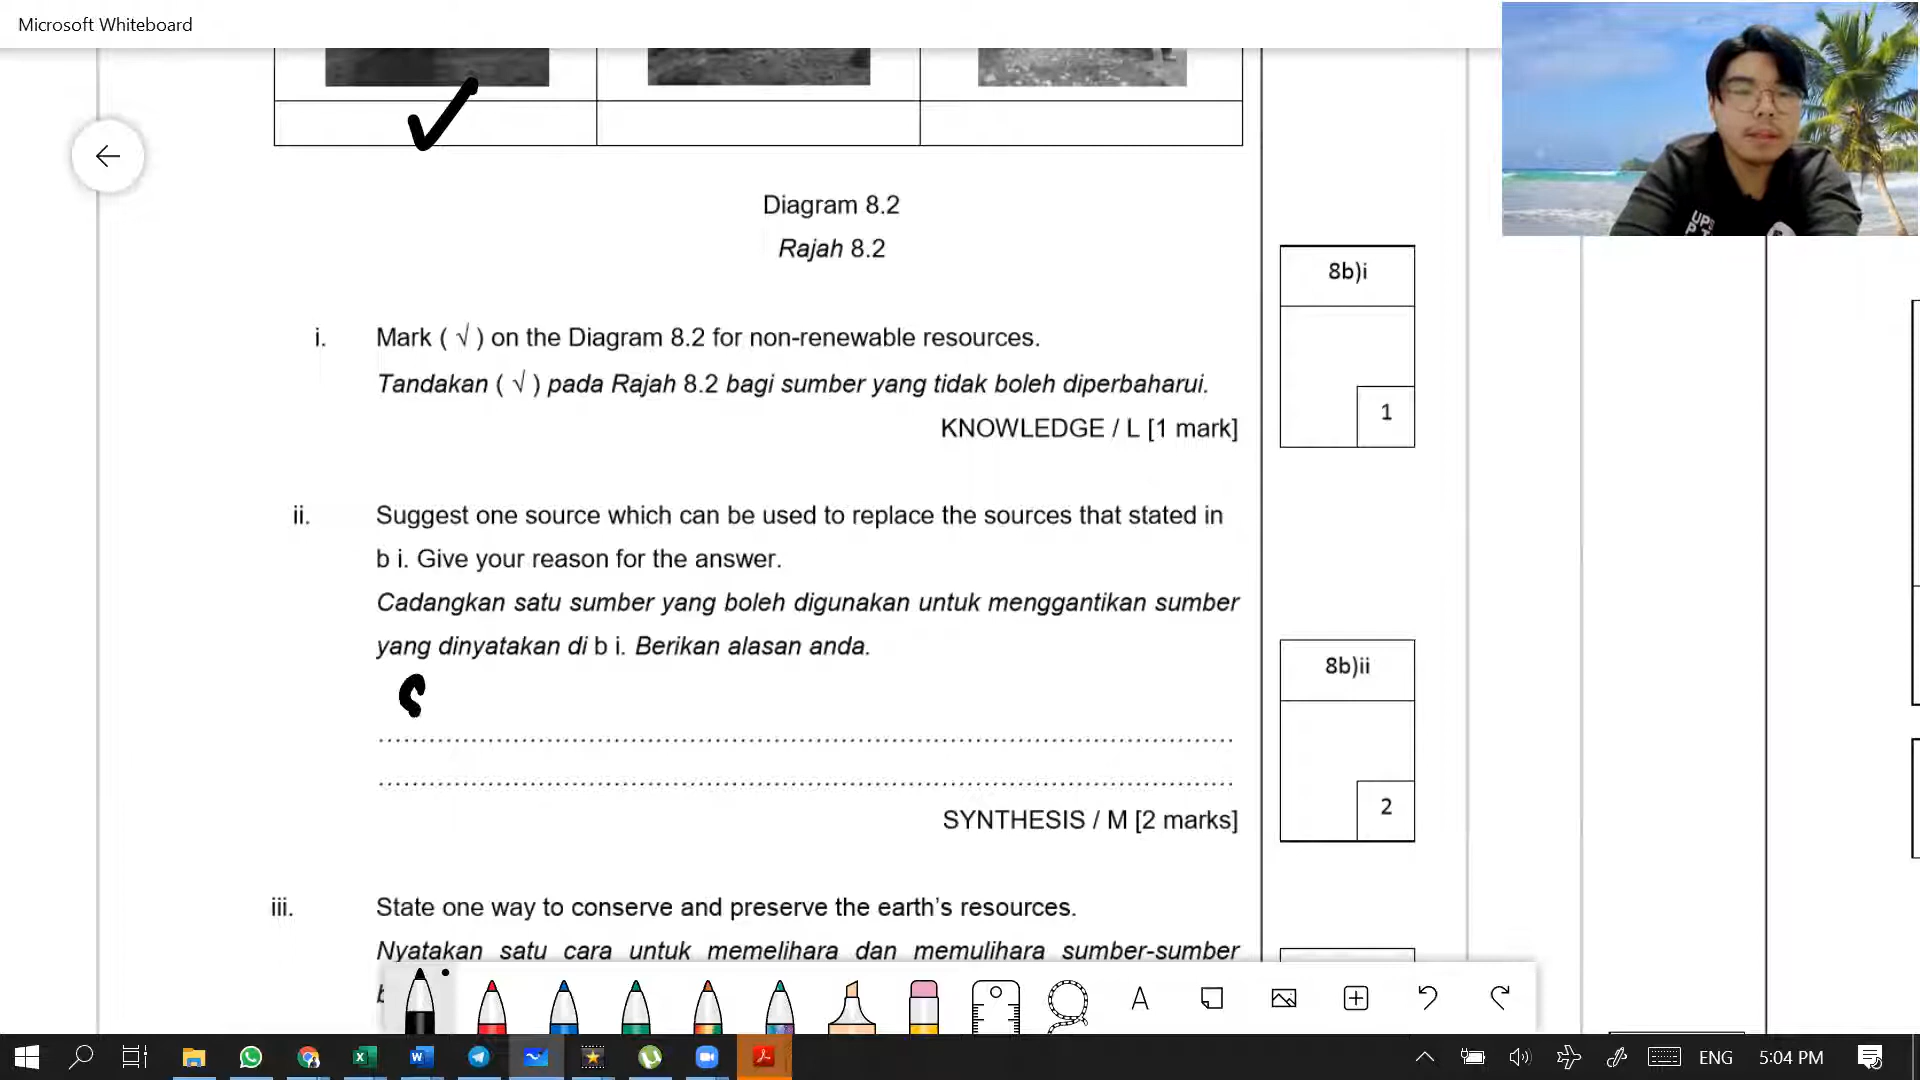 Microsoft Whiteboard
Diagram 8.2
Rajah 8.2
8b)i
i. Mark ( √ ) on the Diagram 8.2 for non-renewable resources.
Tandakan ( √ ) pada Rajah 8.2 bagi sumber yang tidak boleh diperbaharui.
1
KNOWLEDGE / L [1 mark]
ii. Suggest one source which can be used to replace the sources that stated in
b i. Give your reason for the answer.
Cadangkan satu sumber yang boleh digunakan untuk menggantikan sumber
yang dinyatakan di b i. Berikan alasan anda.
8b)ii
2
SYNTHESIS / M [2 marks]
iii. State one way to conserve and preserve the earth's resources.
Nyatakan satu cara untuk memelihara dan memulihara sumber-sumber
ENG 5:04 PM